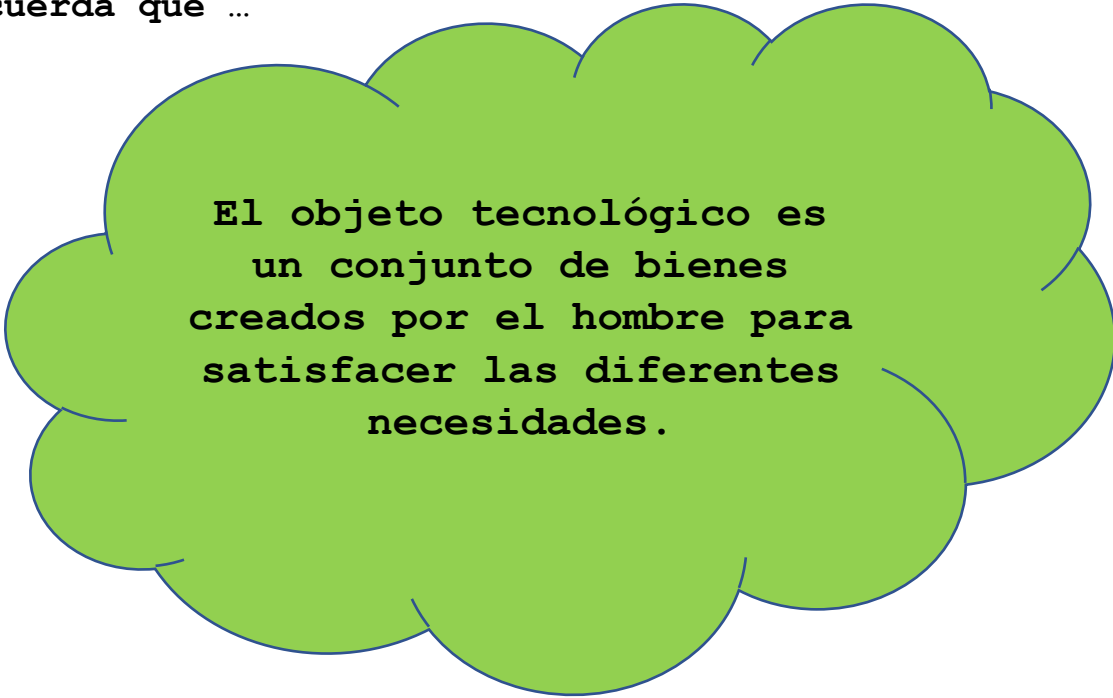 cuerda que …
El objeto tecnológico es
un conjunto de bienes
creados por el hombre para
satisfacer las diferentes
necesidades.